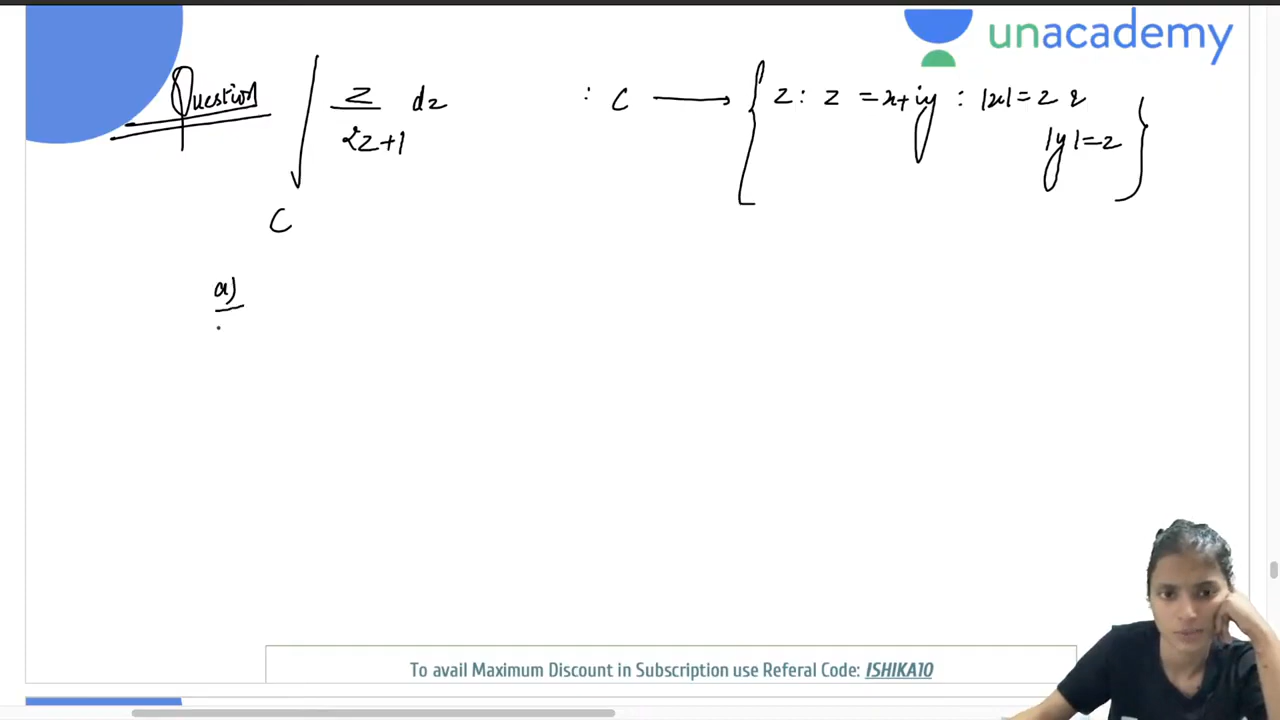 unacademy
Question ∫ z/(2z+1) dz : C → { z : z = x+iy : |x|=2 &
|y|=2 }
C
a)
To avail Maximum Discount in Subscription use Referal Code: ISHIKA10